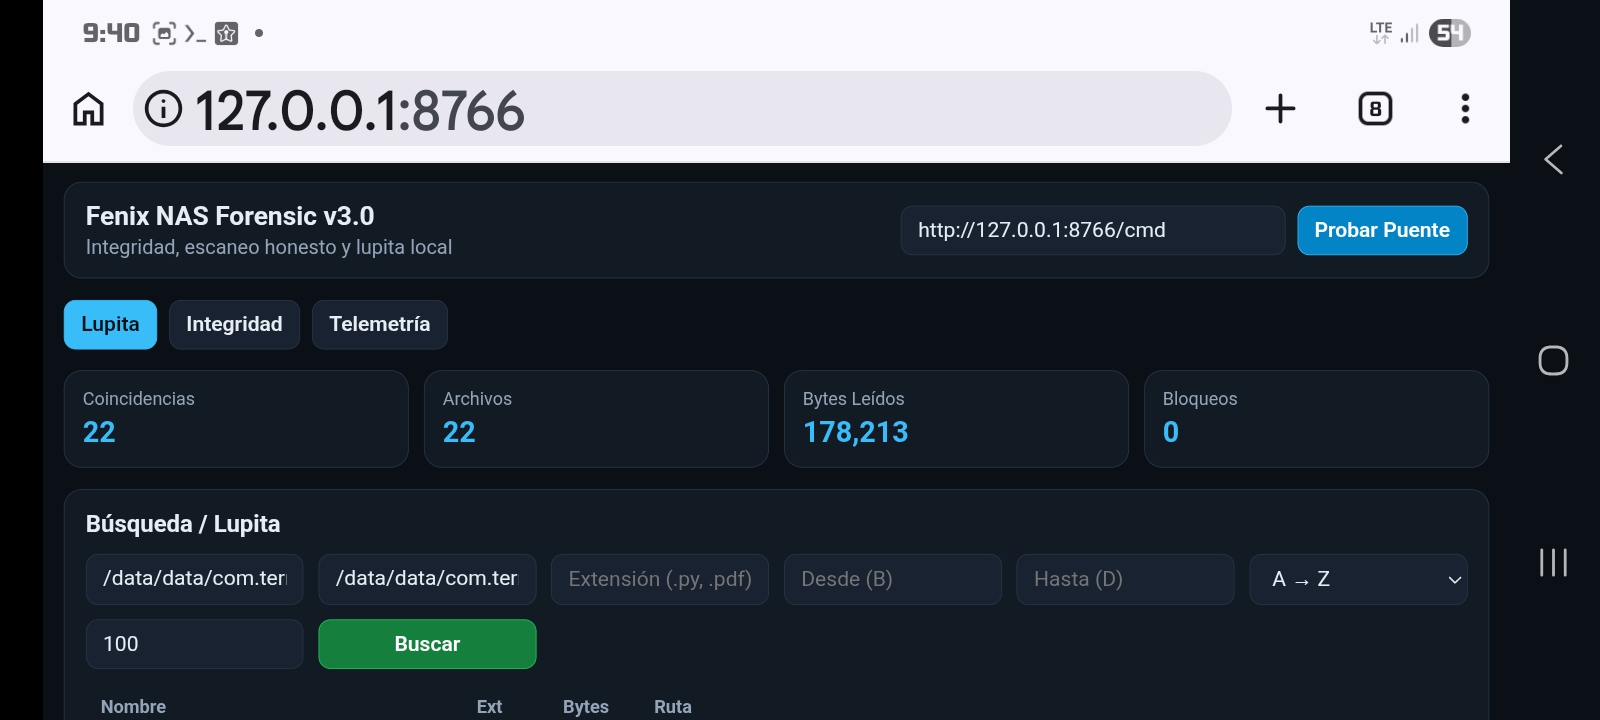 9:40
LTE
54
127.0.0.1:8766
8
Fenix NAS Forensic v3.0
Integridad, escaneo honesto y lupita local
http://127.0.0.1:8766/cmd
Probar Puente
Lupita
Integridad
Telemetría
Coincidencias
22
Archivos
22
Bytes Leídos
178,213
Bloqueos
0
Búsqueda / Lupita
/data/data/com.ter
/data/data/com.ter
Extensión (.py, .pdf)
Desde (B)
Hasta (D)
A → Z
100
Buscar
Nombre
Ext
Bytes
Ruta